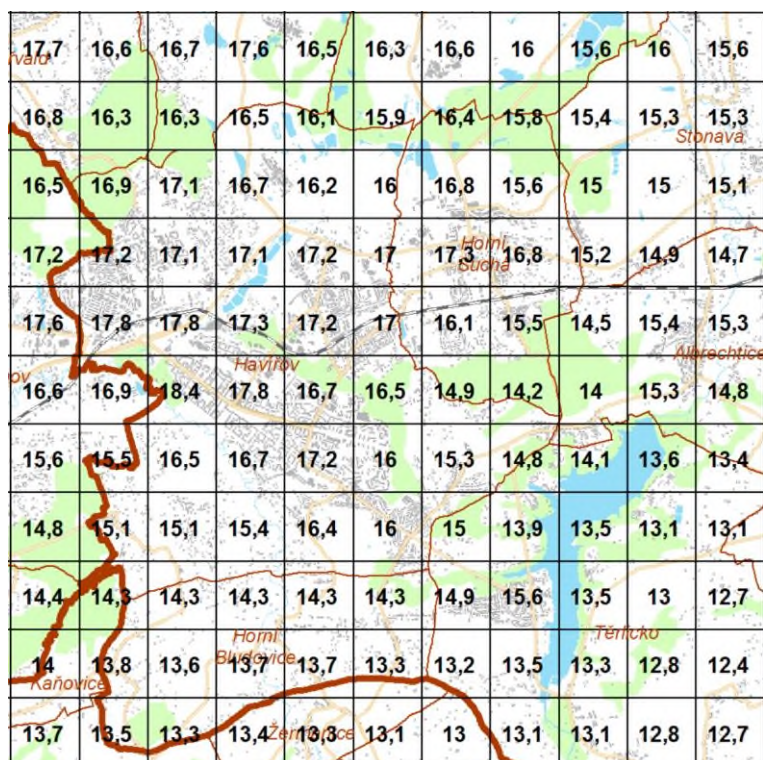 17,7 16,6 16,7 17,6 16,5 16,3 16,6 16 15,6 16 15,6
rvald
16,8 16,3 16,3 16,5 16,1 15,9 16,4 15,8 15,4 15,3 15,3
Stonava
16,5 16,9 17,1 16,7 16,2 16 16,8 15,6 15 15 15,1
17,2 17,2 17,1 17,1 17,2 17 17,3 16,8 15,2 14,9 14,7
Horní
Suchá
17,6 17,8 17,8 17,3 17,2 17 16,1 15,5 14,5 15,4 15,3
Havířov
Albrechtice
ov
16,6 16,9 18,4 17,8 16,7 16,5 14,9 14,2 14 15,3 14,8
15,6 15,5 16,5 16,7 17,2 16 15,3 14,8 14,1 13,6 13,4
14,8 15,1 15,1 15,4 16,4 16 15 13,9 13,5 13,1 13,1
14,4 14,3 14,3 14,3 14,3 14,3 14,9 15,6 13,5 13 12,7
Horní
Bludovice
Těrlicko
14 13,8 13,6 13,7 13,7 13,3 13,2 13,5 13,3 12,8 12,4
Kaňovice
13,7 13,5 13,3 13,4 13,3 13,1 13 13,1 13,1 12,8 12,7
Žermanice